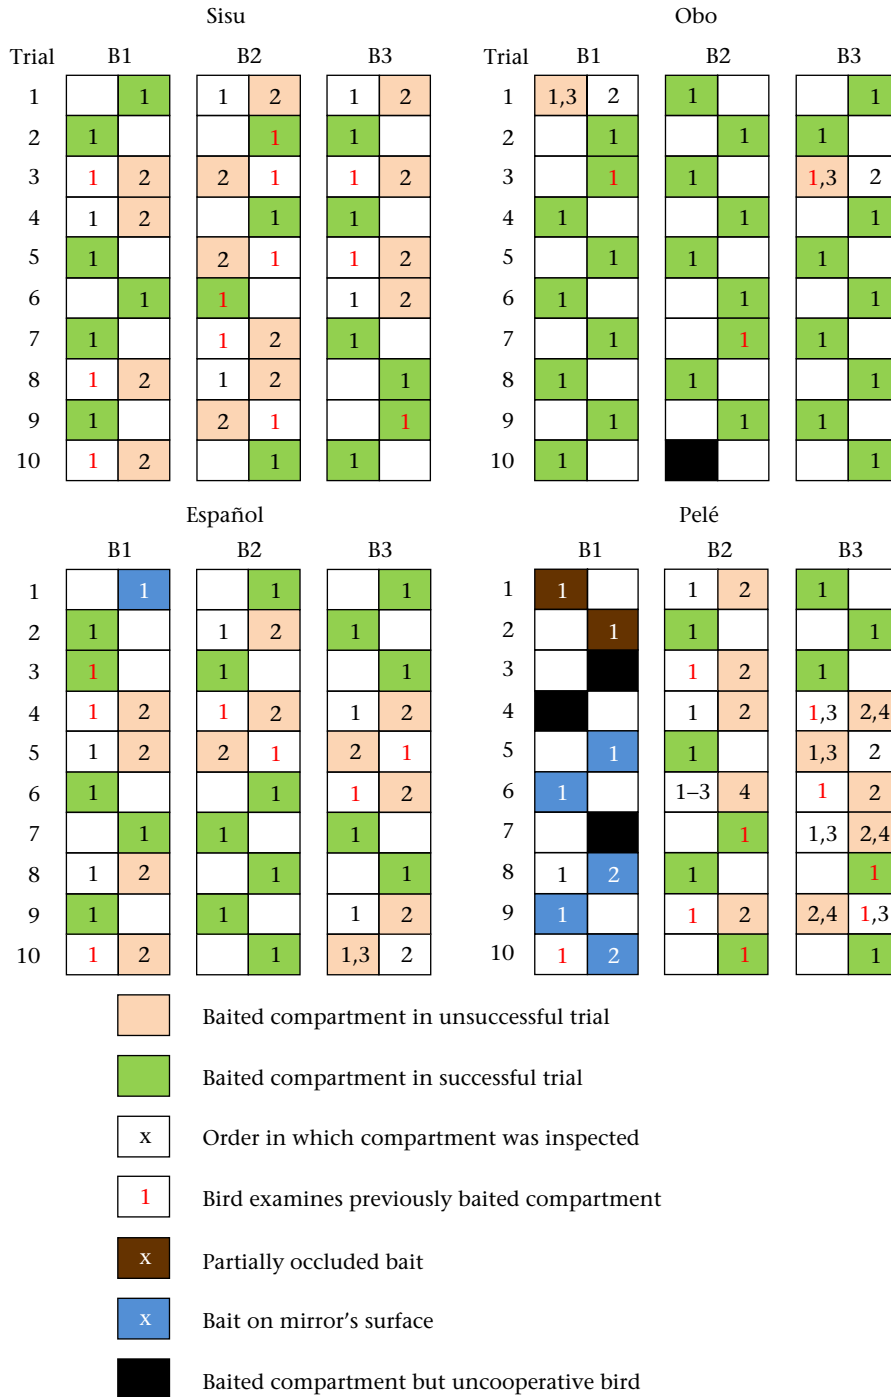 Sisu Obo
Trial B1 B2 B3 Trial B1 B2 B3
1 1 1 2 1 2 1 1,3 2 1 1
2 1 1 1 2 1 1 1
3 1 2 2 1 1 2 3 1 1 1,3 2
4 1 2 1 1 4 1 1 1
5 1 2 1 1 2 5 1 1 1
6 1 1 1 2 6 1 1 1
7 1 1 2 1 7 1 1 1
8 1 2 1 2 1 8 1 1 1
9 1 2 1 1 9 1 1 1
10 1 2 1 1 10 1 1
Español Pelé
B1 B2 B3 B1 B2 B3
1 1 1 1 1 1 1 2 1
2 1 1 2 1 2 1 1 1
3 1 1 1 3 1 2 1
4 1 2 1 2 1 2 4 1 2 1,3 2,4
5 1 2 2 1 2 1 5 1 1 1,3 2
6 1 1 1 2 6 1 1–3 4 1 2
7 1 1 1 7 1 1,3 2,4
8 1 2 1 1 8 1 2 1 1
9 1 1 1 2 9 1 1 2 2,4 1,3
10 1 2 1 1,3 2 10 1 2 1 1
Baited compartment in unsuccessful trial
Baited compartment in successful trial
x Order in which compartment was inspected
1 Bird examines previously baited compartment
x Partially occluded bait
x Bait on mirror's surface
Baited compartment but uncooperative bird